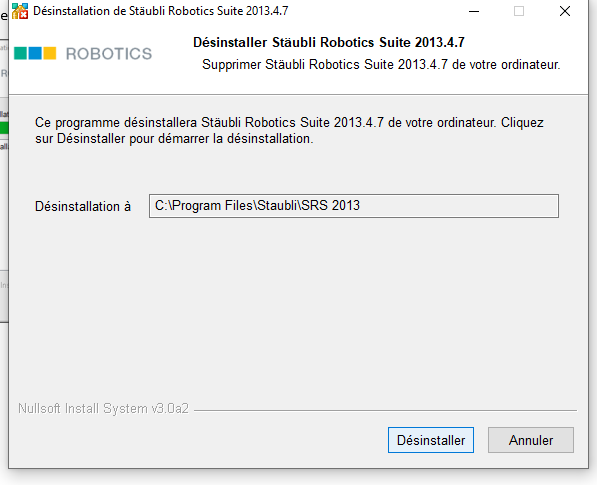 Désinstallation de Stäubli Robotics Suite 2013.4.7
ROBOTICS
Désinstaller Stäubli Robotics Suite 2013.4.7
Supprimer Stäubli Robotics Suite 2013.4.7 de votre ordinateur.
Ce programme désinstallera Stäubli Robotics Suite 2013.4.7 de votre ordinateur. Cliquez
sur Désinstaller pour démarrer la désinstallation.
Désinstallation à C:\Program Files\Staubli\SRS 2013
Nullsoft Install System v3.0a2
Désinstaller Annuler